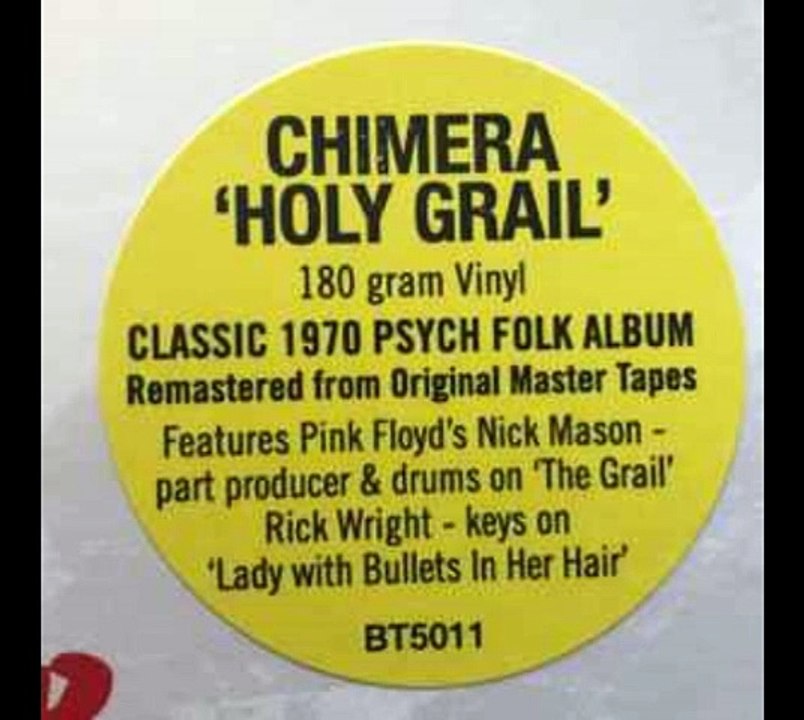 CHIMERA
‘HOLY GRAIL’
180 gram Vinyl
CLASSIC 1970 PSYCH FOLK ALBUM
Remastered from Original Master Tapes
Features Pink Floyd’s Nick Mason -
part producer & drums on ‘The Grail’
Rick Wright - keys on
‘Lady with Bullets In Her Hair’
BT5011